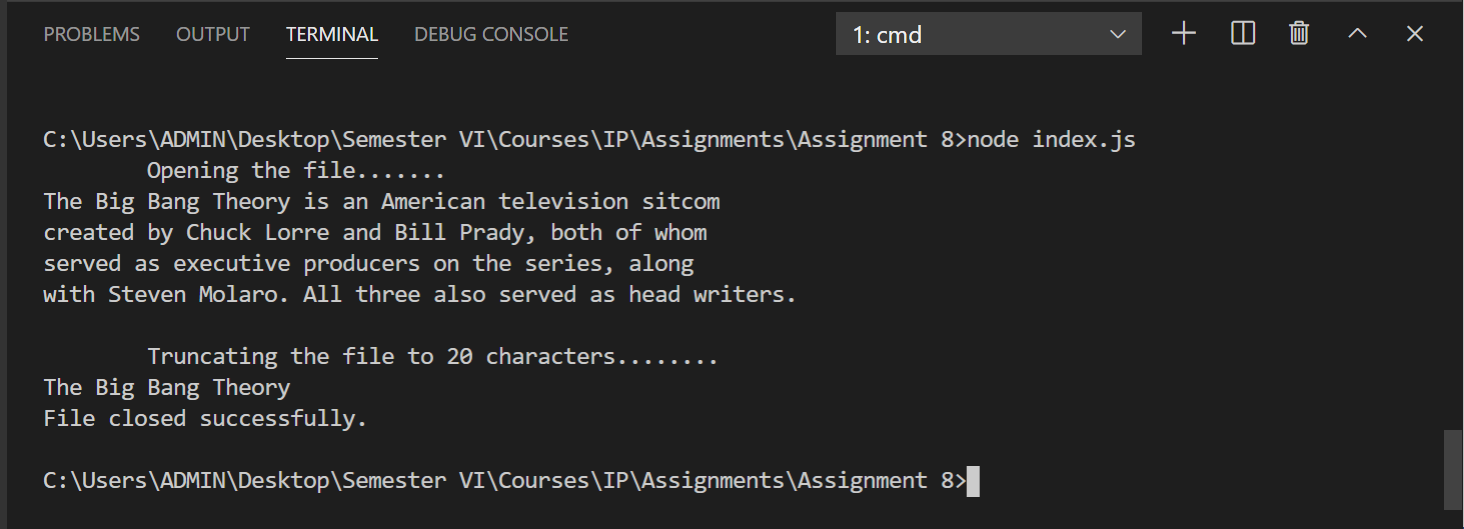 PROBLEMS OUTPUT TERMINAL DEBUG CONSOLE 1: cmd
C:\Users\ADMIN\Desktop\Semester VI\Courses\IP\Assignments\Assignment 8>node index.js
Opening the file.......
The Big Bang Theory is an American television sitcom
created by Chuck Lorre and Bill Prady, both of whom
served as executive producers on the series, along
with Steven Molaro. All three also served as head writers.
Truncating the file to 20 characters........
The Big Bang Theory
File closed successfully.
C:\Users\ADMIN\Desktop\Semester VI\Courses\IP\Assignments\Assignment 8>